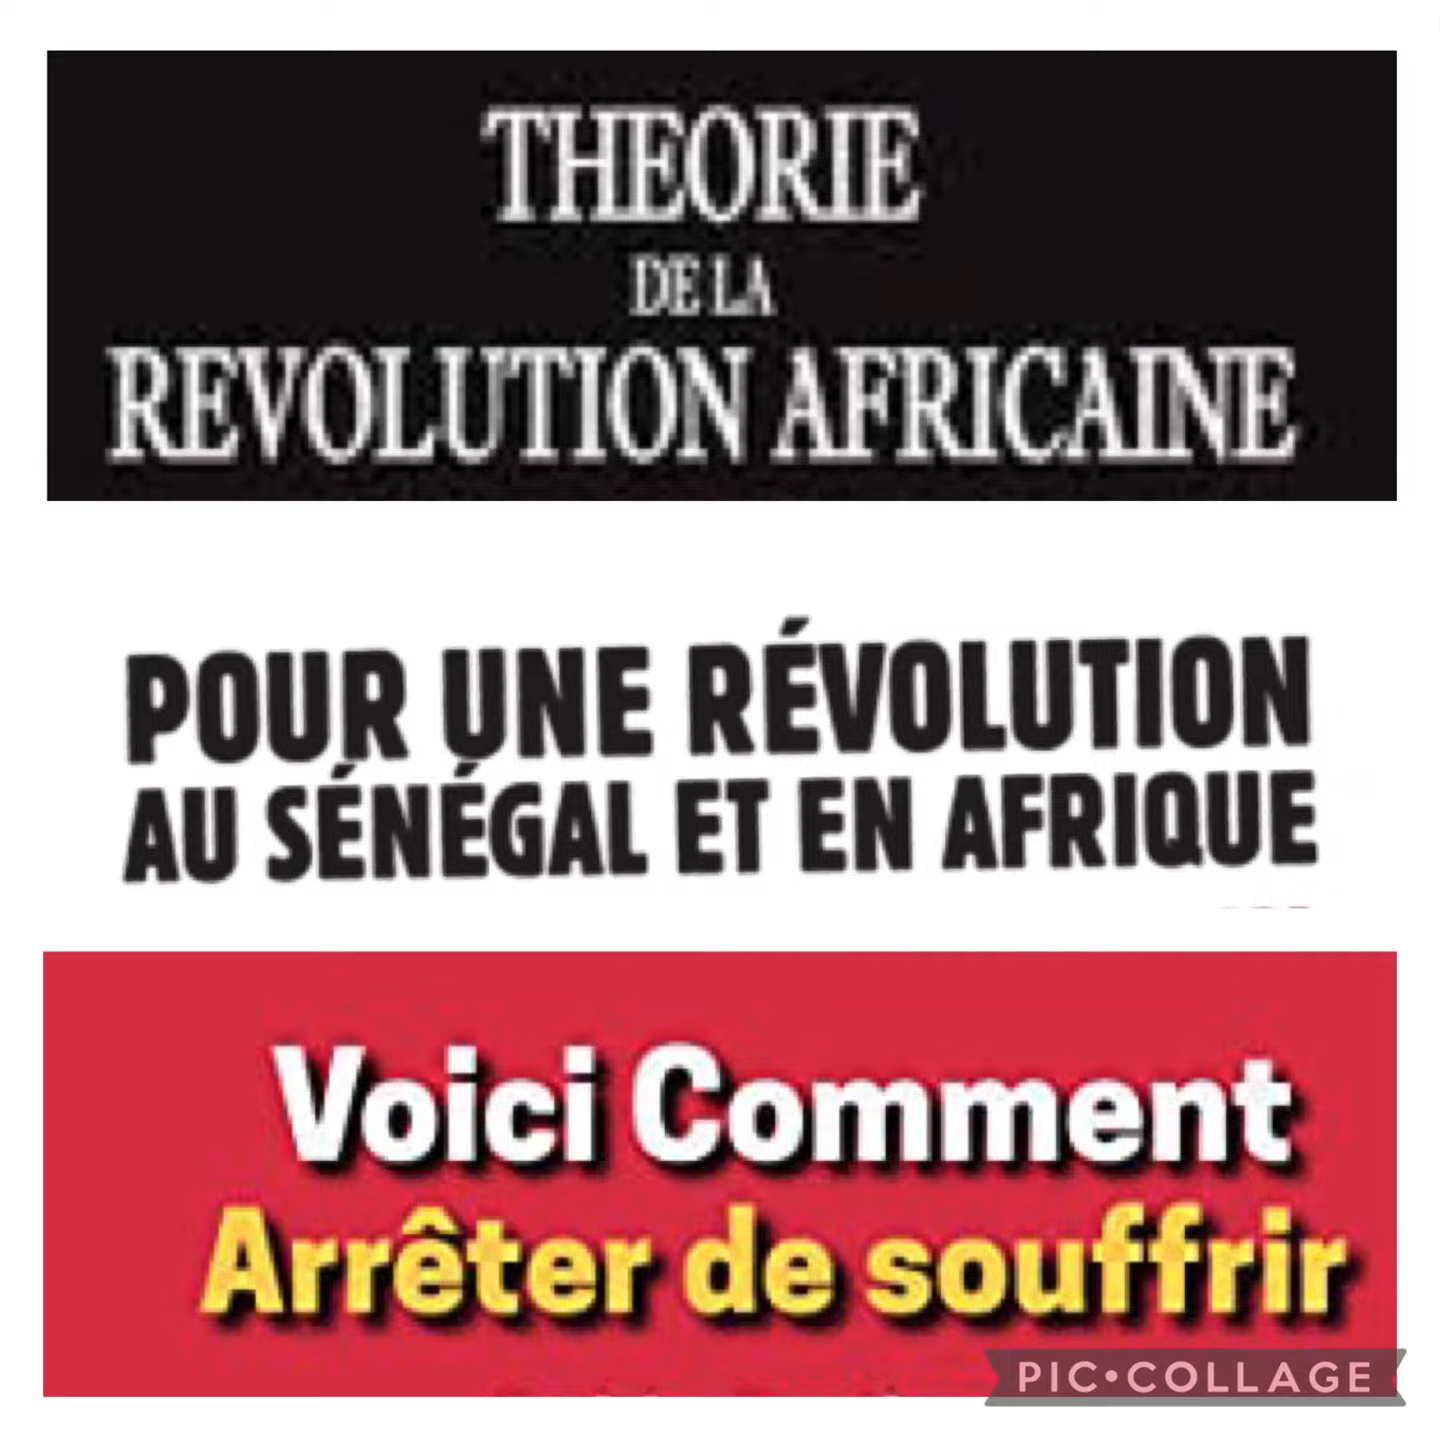 THEORIE
DE LA
REVOLUTION AFRICAINE
POUR UNE RÉVOLUTION
AU SÉNÉGAL ET EN AFRIQUE
Voici Comment
Arrêter de souffrir
PIC•COLLAGE